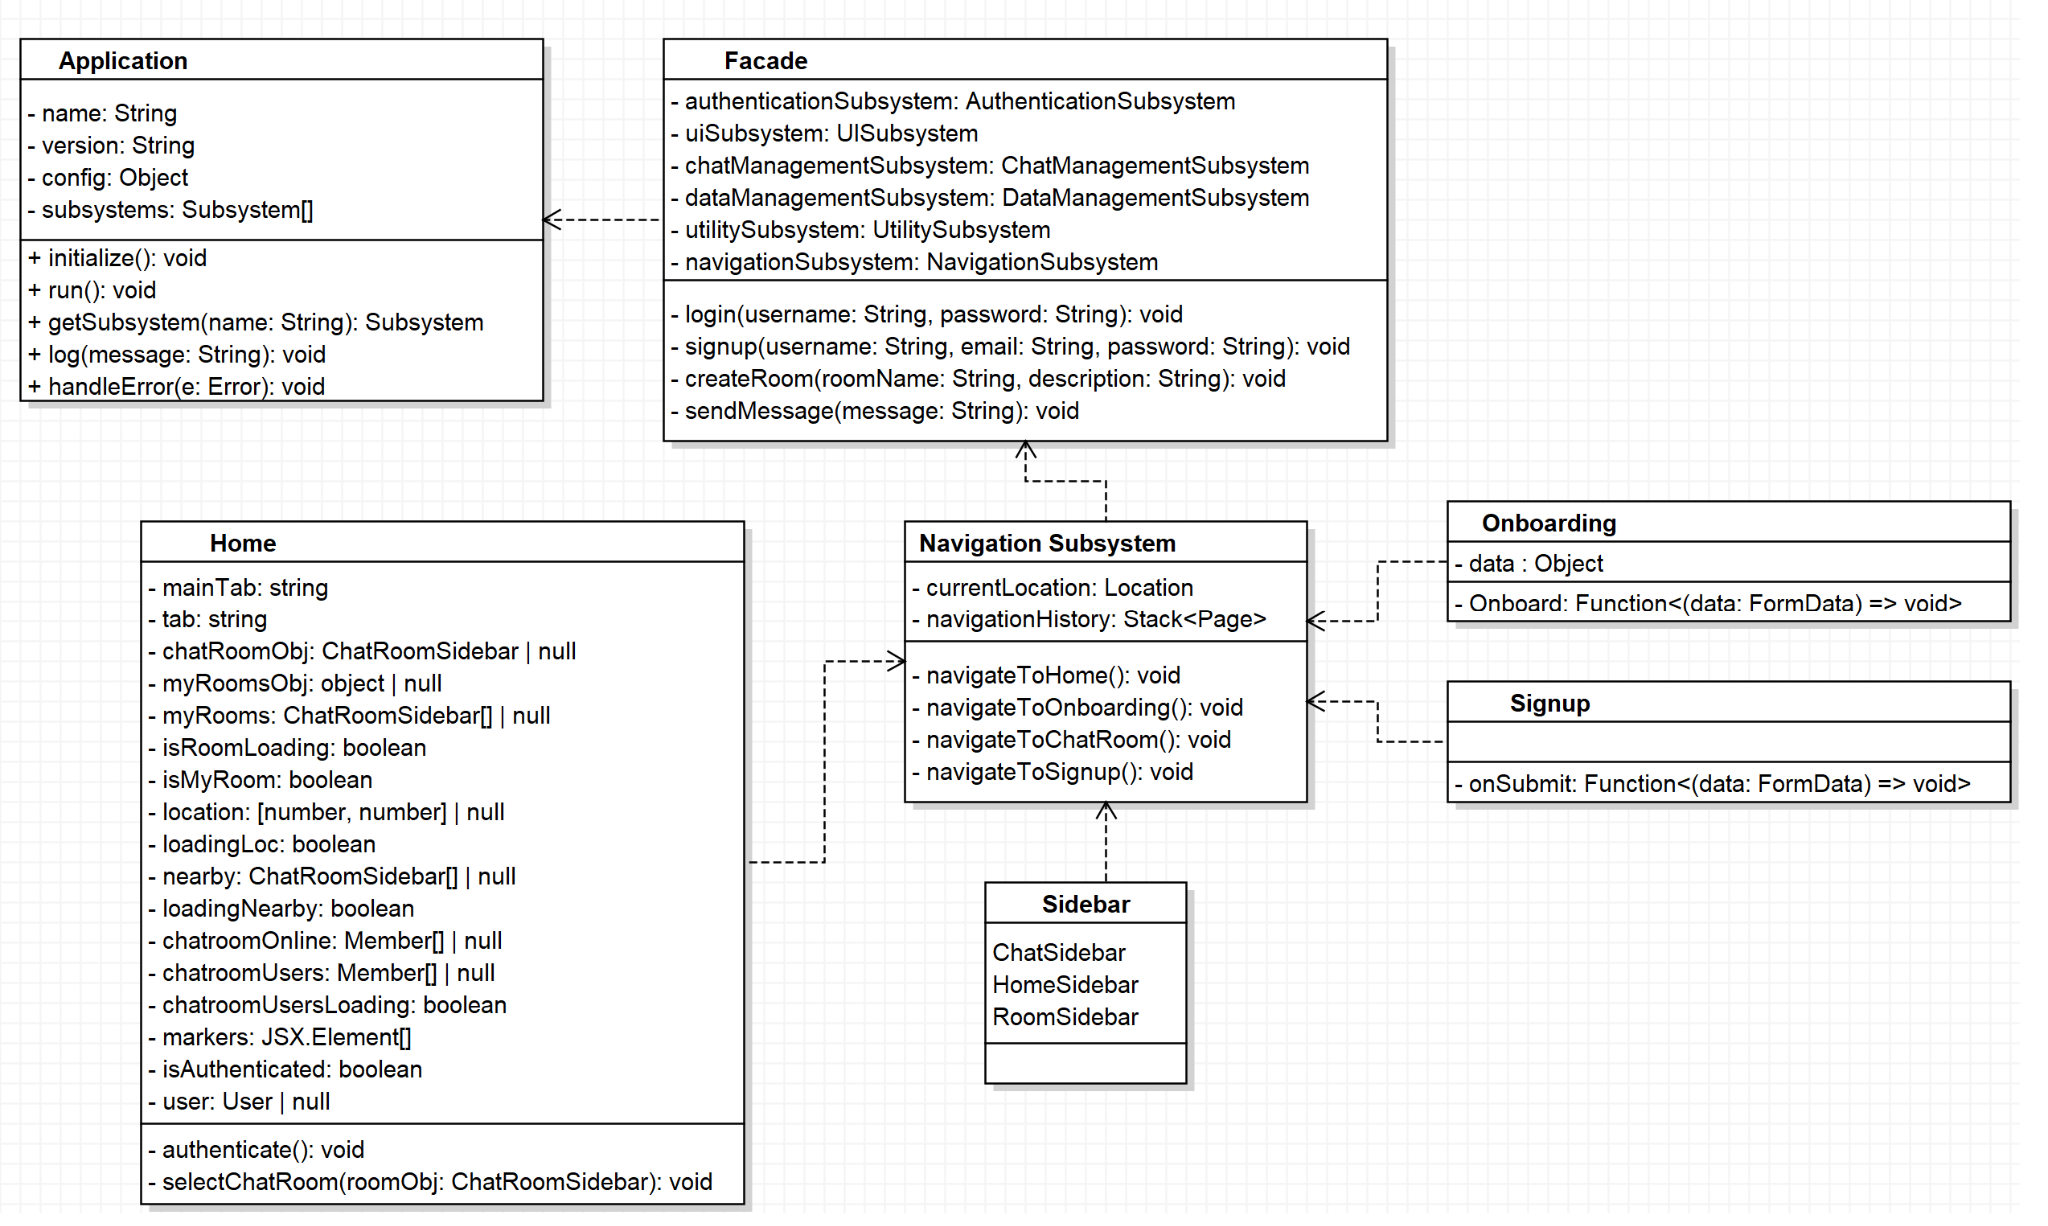 Application
- name: String
- version: String
- config: Object
- subsystems: Subsystem[]
+ initialize(): void
+ run(): void
+ getSubsystem(name: String): Subsystem
+ log(message: String): void
+ handleError(e: Error): void
Facade
- authenticationSubsystem: AuthenticationSubsystem
- uiSubsystem: UISubsystem
- chatManagementSubsystem: ChatManagementSubsystem
- dataManagementSubsystem: DataManagementSubsystem
- utilitySubsystem: UtilitySubsystem
- navigationSubsystem: NavigationSubsystem
- login(username: String, password: String): void
- signup(username: String, email: String, password: String): void
- createRoom(roomName: String, description: String): void
- sendMessage(message: String): void
Home
- mainTab: string
- tab: string
- chatRoomObj: ChatRoomSidebar | null
- myRoomsObj: object | null
- myRooms: ChatRoomSidebar[] | null
- isRoomLoading: boolean
- isMyRoom: boolean
- location: [number, number] | null
- loadingLoc: boolean
- nearby: ChatRoomSidebar[] | null
- loadingNearby: boolean
- chatroomOnline: Member[] | null
- chatroomUsers: Member[] | null
- chatroomUsersLoading: boolean
- markers: JSX.Element[]
- isAuthenticated: boolean
- user: User | null
- authenticate(): void
- selectChatRoom(roomObj: ChatRoomSidebar): void
Navigation Subsystem
- currentLocation: Location
- navigationHistory: Stack<Page>
- navigateToHome(): void
- navigateToOnboarding(): void
- navigateToChatRoom(): void
- navigateToSignup(): void
Onboarding
- data : Object
- Onboard: Function<(data: FormData) => void>
Signup
- onSubmit: Function<(data: FormData) => void>
Sidebar
ChatSidebar
HomeSidebar
RoomSidebar